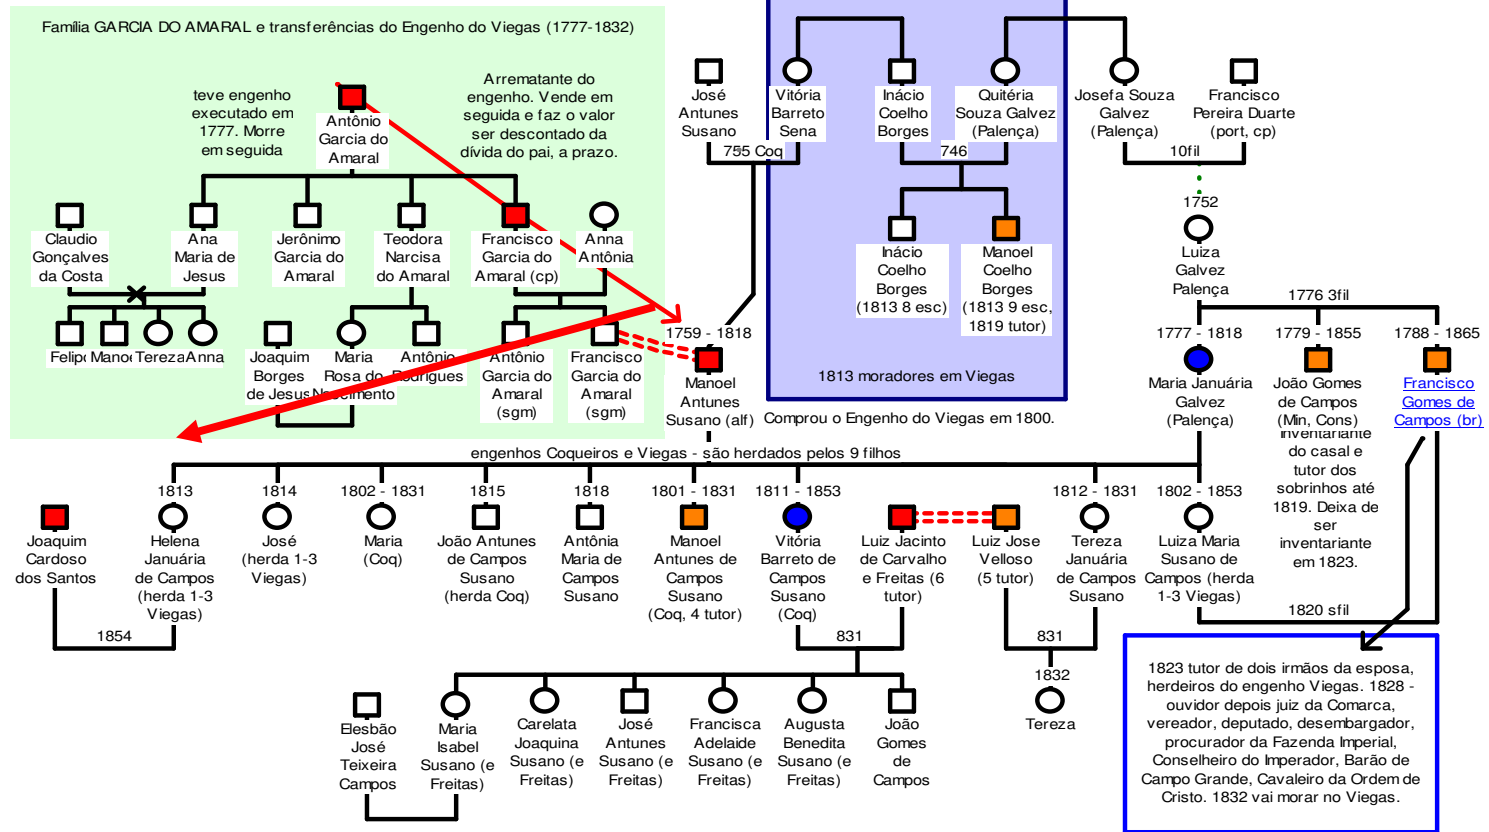 Família GARCIA DO AMARAL e transferências do Engenho do Viegas (1777-1832)
teve engenho
executado em
1777. Morre
em seguida
Antônio
Garcia do
Amaral
Arrematante do
engenho. Vende em
seguida e faz o valor
ser descontado da
dívida do pai, a prazo.
José
Antunes
Susano
Vitória
Barreto
Sena
Inácio
Coelho
Borges
Quitéria
Souza Galvez
(Palença)
Josefa Souza
Galvez
(Palença)
Francisco
Pereira Duarte
(port, cp)
755 Coq
746
10fil
1752
Claudio
Gonçalves
da Costa
Ana
Maria de
Jesus
Jerônimo
Garcia do
Amaral
Teodora
Narcisa
do Amaral
Francisco
Garcia do
Amaral (cp)
Anna
Antônia
Inácio
Coelho
Borges
(1813 8 esc)
Manoel
Coelho
Borges
(1813 9 esc,
1819 tutor)
Luiza
Galvez
Palença
1776 3fil
Tereza
Anna
Joaquim
Borges
de Jesus
Maria
Rosa do
Nascimento
Antônio
Rodrigues
Antônio
Garcia do
Amaral
(sgm)
Francisco
Garcia do
Amaral
(sgm)
1759 - 1818
Manoel
Antunes
Susano (alf)
1813 moradores em Viegas
Comprou o Engenho do Viegas em 1800.
1777 - 1818
Maria Januária
Galvez
(Palença)
1779 - 1855
João Gomes
de Campos
(Min, Cons)
inventariante
do casal e
tutor dos
sobrinhos até
1819. Deixa de
ser
inventariante
em 1823.
1788 - 1865
Francisco
Gomes de
Campos (br)
engenhos Coqueiros e Viegas - são herdados pelos 9 filhos
Joaquim
Cardoso
dos Santos
1813
Helena
Januária
de Campos
(herda 1-3
Viegas)
1814
José
(herda 1-3
Viegas)
1802 - 1831
Maria
(Coq)
1815
João Antunes
de Campos
Susano
(herda Coq)
1818
Antônia
Maria de
Campos
Susano
1801 - 1831
Manoel
Antunes de
Campos
Susano
(Coq, 4 tutor)
1811 - 1853
Vitória
Barreto de
Campos
Susano
(Coq)
Luiz Jacinto
de Carvalho
e Freitas (6
tutor)
Luiz Jose
Velloso
(5 tutor)
1812 - 1831
Tereza
Januária
de Campos
Susano
1802 - 1853
Luiza Maria
Susano de
Campos (herda
1-3 Viegas)
1854
831
831
1820 sfil
1832
Tereza
Elesbão
José
Teixeira
Campos
Maria
Isabel
Susano (e
Freitas)
Carelata
Joaquina
Susano (e
Freitas)
José
Antunes
Susano (e
Freitas)
Francisca
Adelaide
Susano (e
Freitas)
Augusta
Benedita
Susano (e
Freitas)
João
Gomes
de
Campos
1823 tutor de dois irmãos da esposa,
herdeiros do engenho Viegas. 1828 -
ouvidor depois juiz da Comarca,
vereador, deputado, desembargador,
procurador da Fazenda Imperial,
Conselheiro do Imperador, Barão de
Campo Grande, Cavaleiro da Ordem de
Cristo. 1832 vai morar no Viegas.